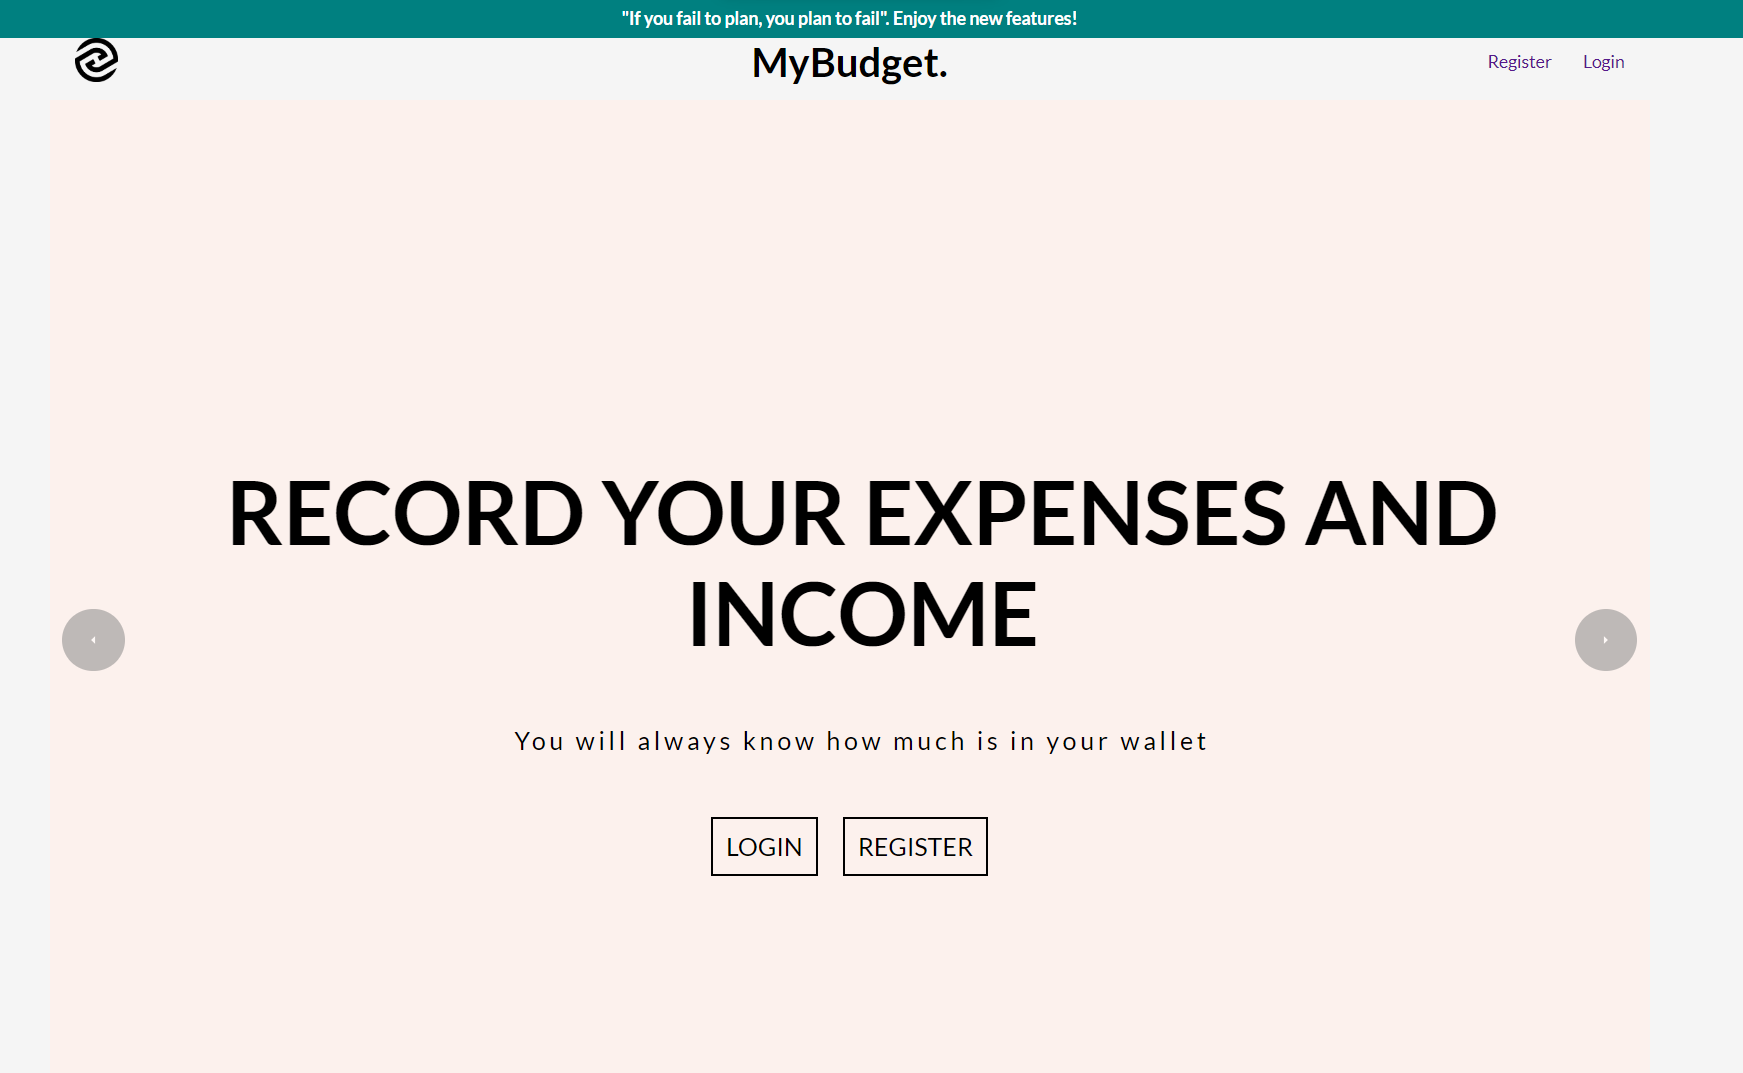 "If you fail to plan, you plan to fail". Enjoy the new features!
MyBudget.
Register
Login
RECORD YOUR EXPENSES AND
INCOME
You will always know how much is in your wallet
LOGIN
REGISTER